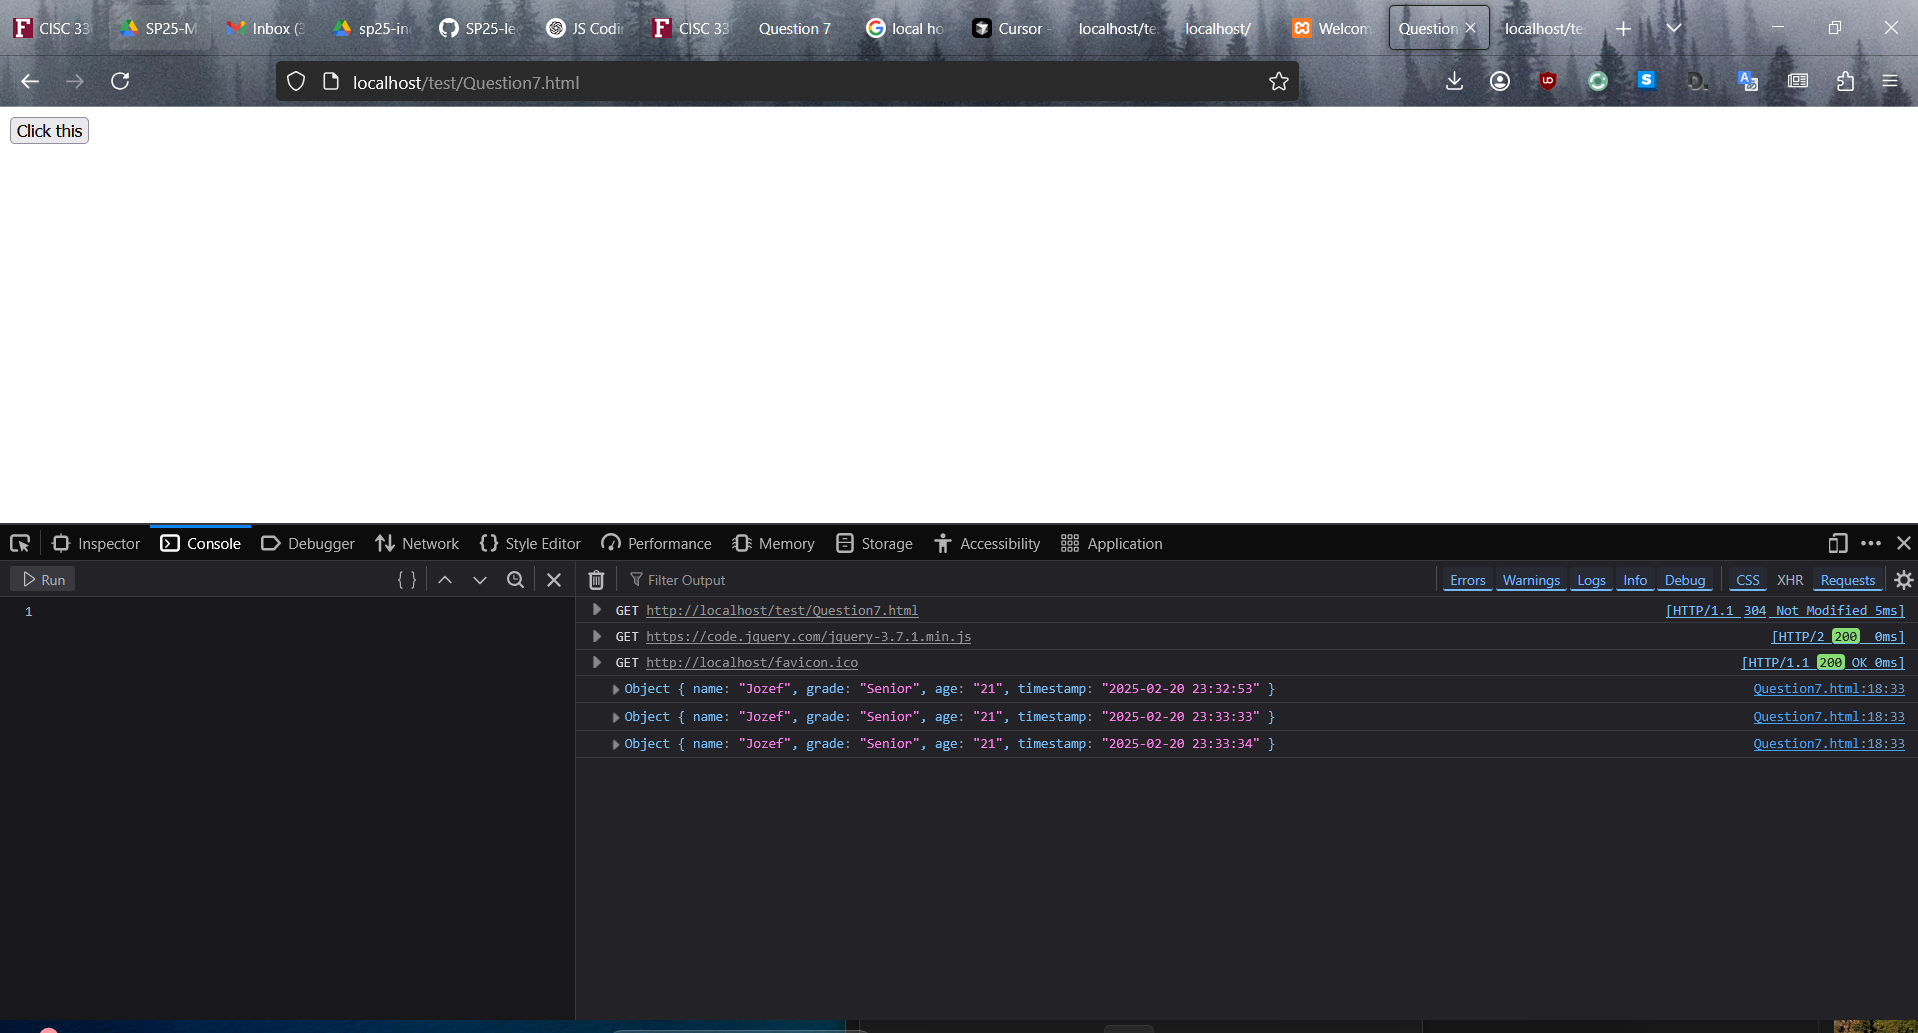 CISC 33
SP25-M
Inbox (3
sp25-in
SP25-le
JS Codin
CISC 33
Question 7
local ho
Cursor
localhost/te
localhost/
Welcom
Question
localhost/te
localhost/test/Question7.html
Click this
Inspector
Console
Debugger
Network
Style Editor
Performance
Memory
Storage
Accessibility
Application
Run
Filter Output
Errors
Warnings
Logs
Info
Debug
CSS
XHR
Requests
1
GET http://localhost/test/Question7.html [HTTP/1.1 304 Not Modified 5ms]
GET https://code.jquery.com/jquery-3.7.1.min.js [HTTP/2 200 0ms]
GET http://localhost/favicon.ico [HTTP/1.1 200 OK 0ms]
Object { name: "Jozef", grade: "Senior", age: "21", timestamp: "2025-02-20 23:32:53" } Question7.html:18:33
Object { name: "Jozef", grade: "Senior", age: "21", timestamp: "2025-02-20 23:33:33" } Question7.html:18:33
Object { name: "Jozef", grade: "Senior", age: "21", timestamp: "2025-02-20 23:33:34" } Question7.html:18:33